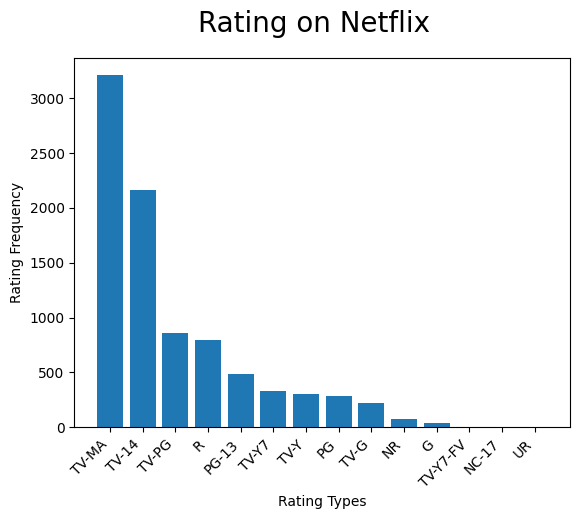 Rating on Netflix
3000
2500
2000
1500
1000
500
0
Rating Frequency
TV-MA
TV-14
TV-PG
R
PG-13
TV-Y7
TV-Y
PG
TV-G
NR
G
TV-Y7-FV
NC-17
UR
Rating Types